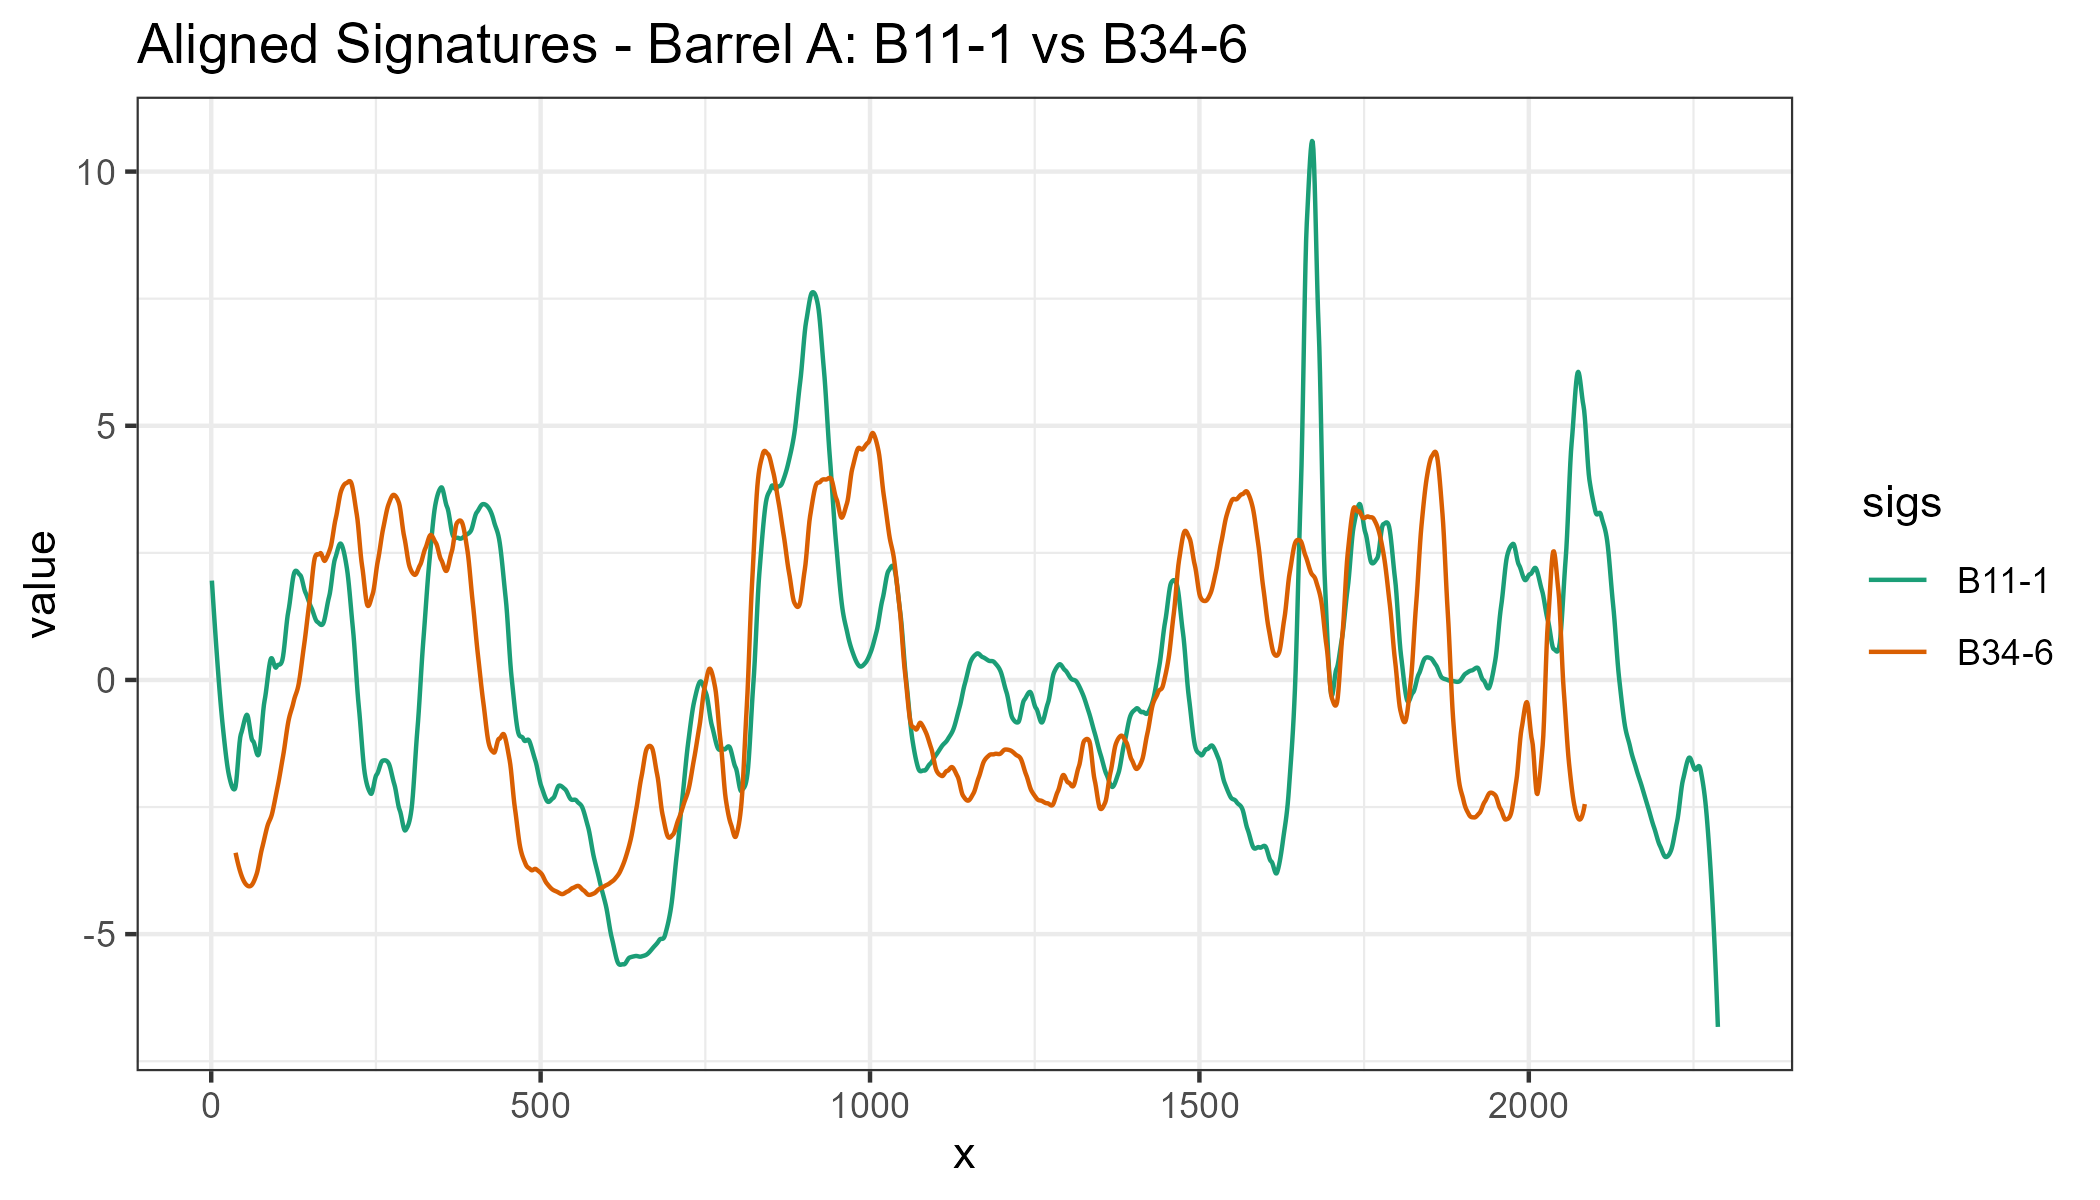 Aligned Signatures - Barrel A: B11-1 vs B34-6
value
10
5
0
-5
0 500 1000 1500 2000
x
sigs
B11-1
B34-6